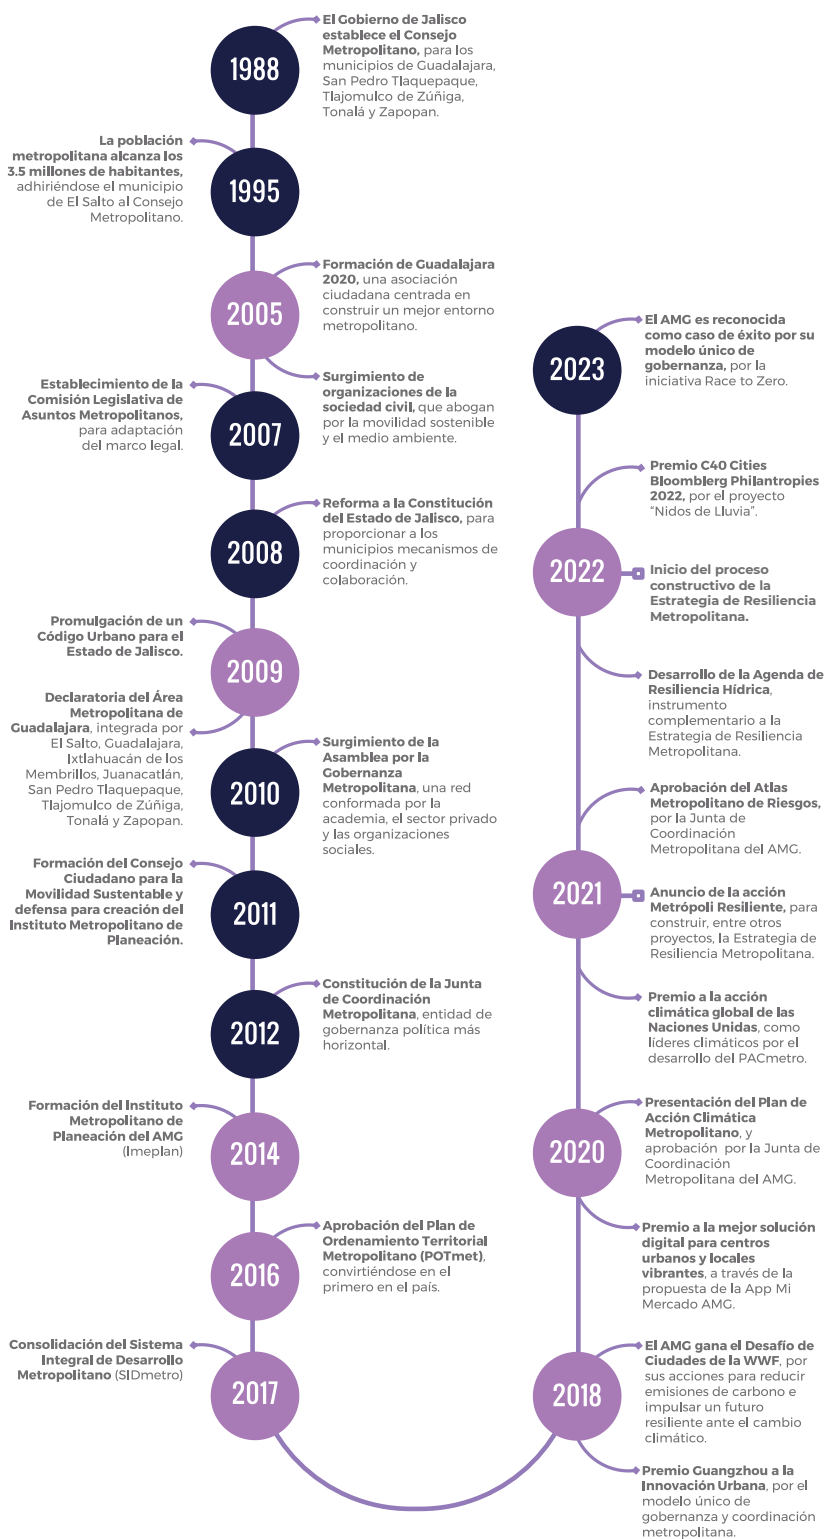 1988
El Gobierno de Jalisco
establece el Consejo
Metropolitano, para los
municipios de Guadalajara,
San Pedro Tlaquepaque,
Tlajomulco de Zúñiga,
Tonalá y Zapopan.
La población
metropolitana alcanza los
3.5 millones de habitantes,
adhiriéndose el municipio
de El Salto al Consejo
Metropolitano.
1995
2005
Formación de Guadalajara
2020, una asociación
ciudadana centrada en
construir un mejor entorno
metropolitano.
Surgimiento de
organizaciones de la
sociedad civil, que abogan
por la movilidad sostenible
y el medio ambiente.
Establecimiento de la
Comisión Legislativa de
Asuntos Metropolitanos,
para adaptación
del marco legal.
2007
2008
Reforma a la Constitución
del Estado de Jalisco, para
proporcionar a los
municipios mecanismos de
coordinación y
colaboración.
Promulgación de un
Código Urbano para el
Estado de Jalisco.
2009
Declaratoria del Área
Metropolitana de
Guadalajara, integrada por
El Salto, Guadalajara,
Ixtlahuacán de los
Membrillos, Juanacatlán,
San Pedro Tlaquepaque,
Tlajomulco de Zúñiga,
Tonalá y Zapopan.
2010
Surgimiento de la
Asamblea por la
Gobernanza
Metropolitana, una red
conformada por la
academia, el sector privado
y las organizaciones
sociales.
Formación del Consejo
Ciudadano para la
Movilidad Sustentable y
defensa para creación del
Instituto Metropolitano de
Planeación.
2011
2012
Constitución de la Junta
de Coordinación
Metropolitana, entidad de
gobernanza política más
horizontal.
Formación del Instituto
Metropolitano de
Planeación del AMG
(Imeplan)
2014
2016
Aprobación del Plan de
Ordenamiento Territorial
Metropolitano (POTmet),
convirtiéndose en el
primero en el país.
Consolidación del Sistema
Integral de Desarrollo
Metropolitano (SIDmetro)
2017
2018
El AMG gana el Desafío de
Ciudades de la WWF, por
sus acciones para reducir
emisiones de carbono e
impulsar un futuro
resiliente ante el cambio
climático.
Premio Guangzhou a la
Innovación Urbana, por el
modelo único de
gobernanza y coordinación
metropolitana.
2020
Presentación del Plan de
Acción Climática
Metropolitano, y
aprobación por la Junta de
Coordinación
Metropolitana del AMG.
Premio a la mejor solución
digital para centros
urbanos y locales
vibrantes, a través de la
propuesta de la App Mi
Mercado AMG.
2021
Aprobación del Atlas
Metropolitano de Riesgos,
por la Junta de
Coordinación
Metropolitana del AMG.
Anuncio de la acción
Metrópoli Resiliente, para
construir, entre otros
proyectos, la Estrategia de
Resiliencia Metropolitana.
Premio a la acción
climática global de las
Naciones Unidas, como
líderes climáticos por el
desarrollo del PACmetro.
2022
Premio C40 Cities
Bloomblerg Philantropies
2022, por el proyecto
“Nidos de Lluvia”.
Inicio del proceso
constructivo de la
Estrategia de Resiliencia
Metropolitana.
Desarrollo de la Agenda de
Resiliencia Hídrica,
instrumento
complementario a la
Estrategia de Resiliencia
Metropolitana.
2023
El AMG es reconocida
como caso de éxito por su
modelo único de
gobernanza, por la
iniciativa Race to Zero.